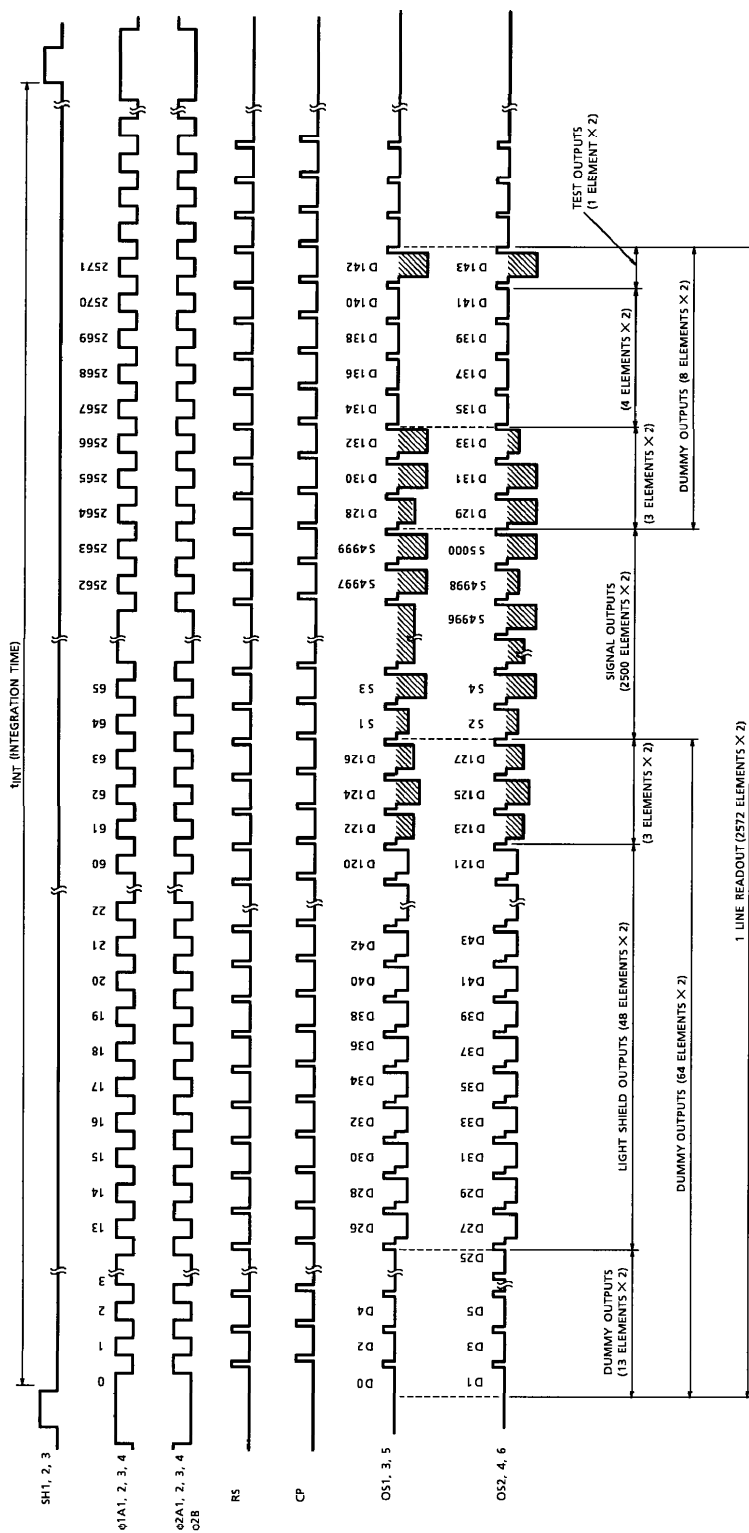 tINT (INTEGRATION TIME)
SH1, 2, 3
φ1A1, 2, 3, 4
0 1 2 3 13 14 15 16 17 18 19 20 21 22 60 61 62 63 64 65 2562 2563 2564 2565 2566 2567 2568 2569 2570 2571
φ2A1, 2, 3, 4
φ2B
RS
CP
OS1, 3, 5
D0 D2 D4 D26 D28 D30 D32 D34 D36 D38 D40 D42 D120 D122 D124 D126 S1 S3 S4997 S4999 D128 D130 D132 D134 D136 D138 D140 D142
OS2, 4, 6
D1 D3 D5 D25 D27 D29 D31 D33 D35 D37 D39 D41 D43 D121 D123 D125 D127 S2 S4 S4996 S4998 S5000 D129 D131 D133 D135 D137 D139 D141 D143
DUMMY OUTPUTS
(13 ELEMENTS × 2)
LIGHT SHIELD OUTPUTS (48 ELEMENTS × 2)
(3 ELEMENTS × 2)
SIGNAL OUTPUTS
(2500 ELEMENTS × 2)
(3 ELEMENTS × 2)
(4 ELEMENTS × 2)
TEST OUTPUTS
(1 ELEMENT × 2)
DUMMY OUTPUTS (64 ELEMENTS × 2)
DUMMY OUTPUTS (8 ELEMENTS × 2)
1 LINE READOUT (2572 ELEMENTS × 2)